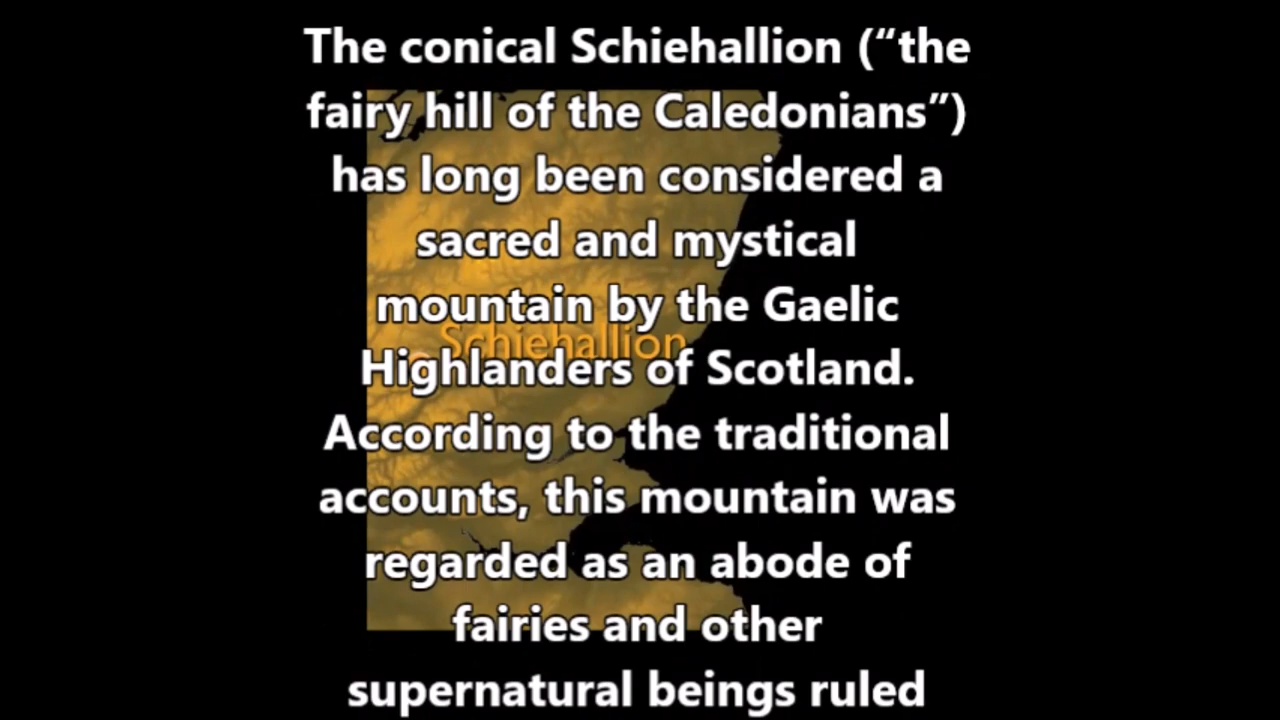 The conical Schiehallion (“the
fairy hill of the Caledonians”)
has long been considered a
sacred and mystical
mountain by the Gaelic
Schiehallion
Highlanders of Scotland.
According to the traditional
accounts, this mountain was
regarded as an abode of
fairies and other
supernatural beings ruled